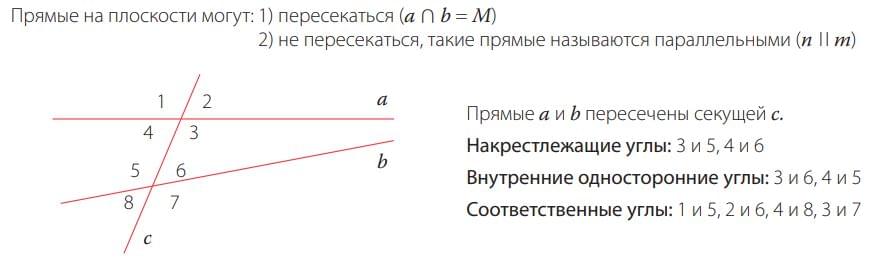 Прямые на плоскости могут: 1) пересекаться (a ∩ b = M)
2) не пересекаться, такие прямые называются параллельными (n || m)
1 2 a
4 3
b
5 6
8 7
c
Прямые a и b пересечены секущей c.
Накрестлежащие углы: 3 и 5, 4 и 6
Внутренние односторонние углы: 3 и 6, 4 и 5
Соответственные углы: 1 и 5, 2 и 6, 4 и 8, 3 и 7